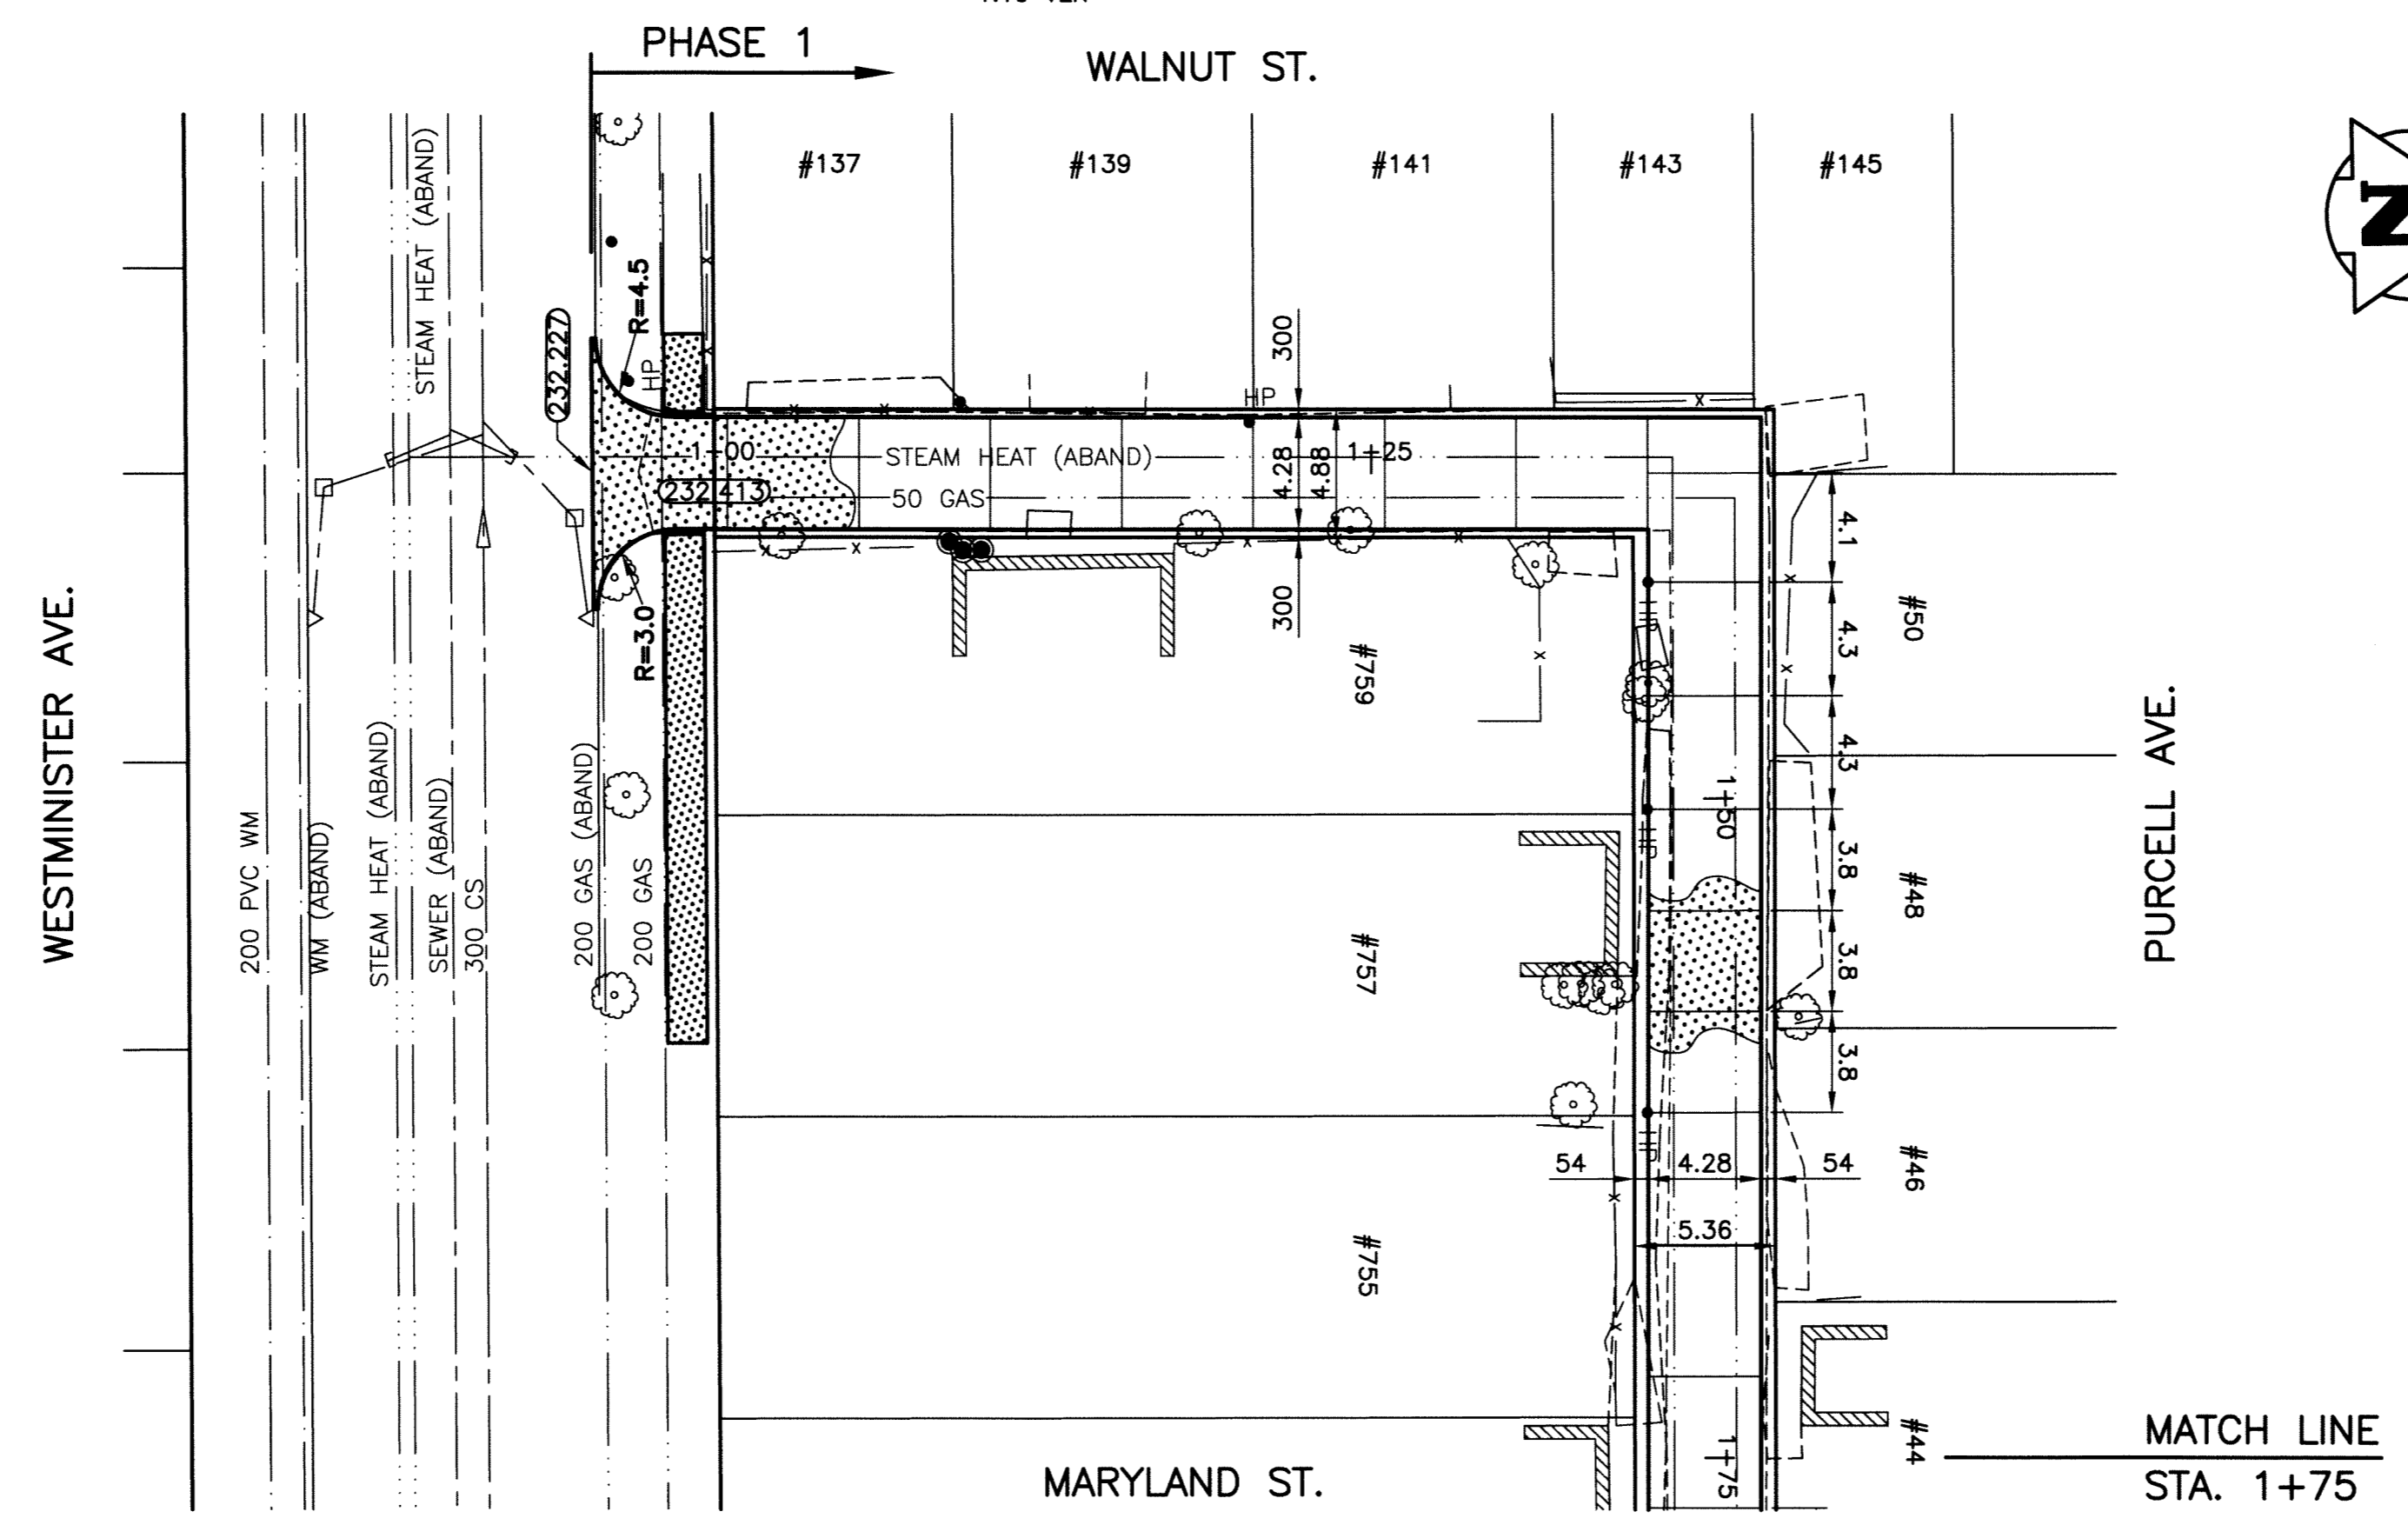 PHASE 1
WALNUT ST.
#137
#139
#141
#143
#145
N
STEAM HEAT (ABAND)
R=4.5
232.227
HP
300
HP
1+00
STEAM HEAT (ABAND)
4.28
4.88
1+25
232.413
50 GAS
4.1
HP
R=3.0
300
#759
4.3
#50
WESTMINISTER AVE.
PURCELL AVE.
4.3
1+50
HP
200 PVC WM
WM (ABAND)
STEAM HEAT (ABAND)
SEWER (ABAND)
300 CS
200 GAS (ABAND)
200 GAS
3.8
#48
#757
3.8
3.8
HP
54
4.28
54
#46
5.36
#755
#44
1+75
MARYLAND ST.
MATCH LINE
STA. 1+75